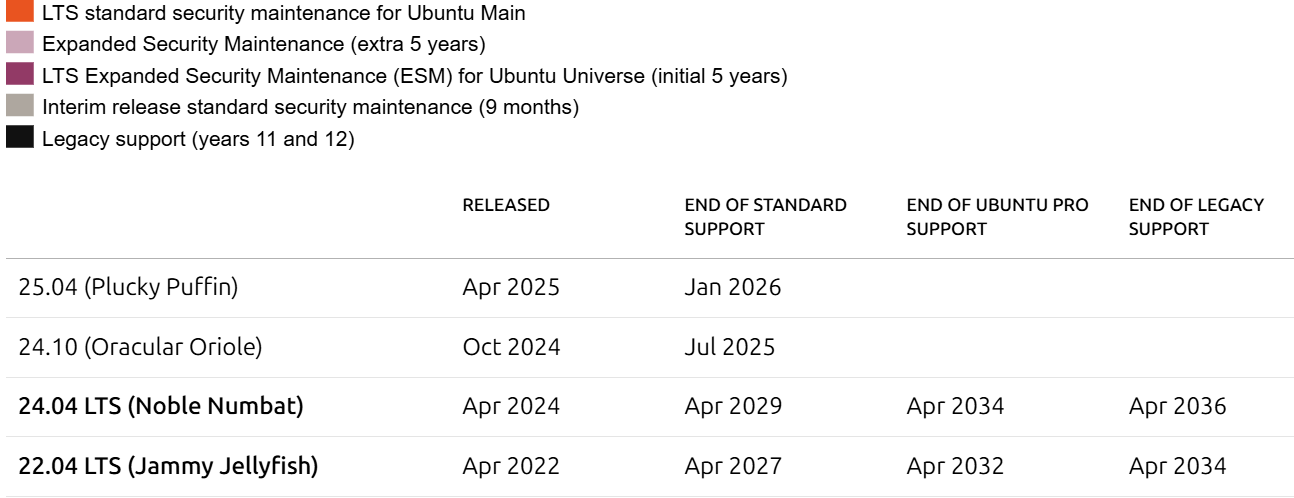 LTS standard security maintenance for Ubuntu Main
Expanded Security Maintenance (extra 5 years)
LTS Expanded Security Maintenance (ESM) for Ubuntu Universe (initial 5 years)
Interim release standard security maintenance (9 months)
Legacy support (years 11 and 12)
RELEASED END OF STANDARD SUPPORT END OF UBUNTU PRO SUPPORT END OF LEGACY SUPPORT
25.04 (Plucky Puffin) Apr 2025 Jan 2026
24.10 (Oracular Oriole) Oct 2024 Jul 2025
24.04 LTS (Noble Numbat) Apr 2024 Apr 2029 Apr 2034 Apr 2036
22.04 LTS (Jammy Jellyfish) Apr 2022 Apr 2027 Apr 2032 Apr 2034